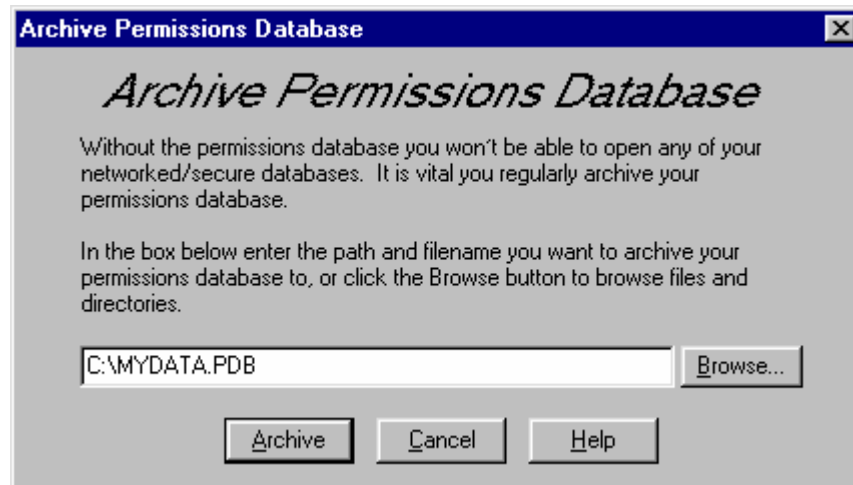 Archive Permissions Database
Archive Permissions Database
Without the permissions database you won't be able to open any of your
networked/secure databases.  It is vital you regularly archive your
permissions database.
In the box below enter the path and filename you want to archive your
permissions database to, or click the Browse button to browse files and
directories.
C:\MYDATA.PDB
Browse...
Archive
Cancel
Help